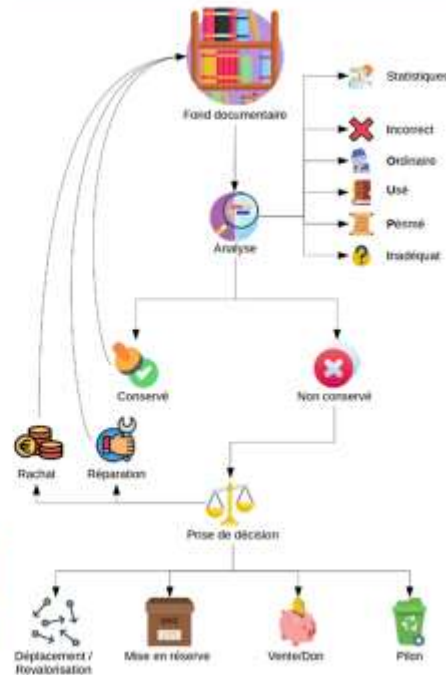 Fond documentaire
Statistiques
Incorrect
Ordinaire
Usé
Périmé
Inadéquat
Analyse
Conservé
Non conservé
Rachat
Réparation
Prise de décision
Déplacement /
Revalorisation
Mise en réserve
Vente/Don
Pilon